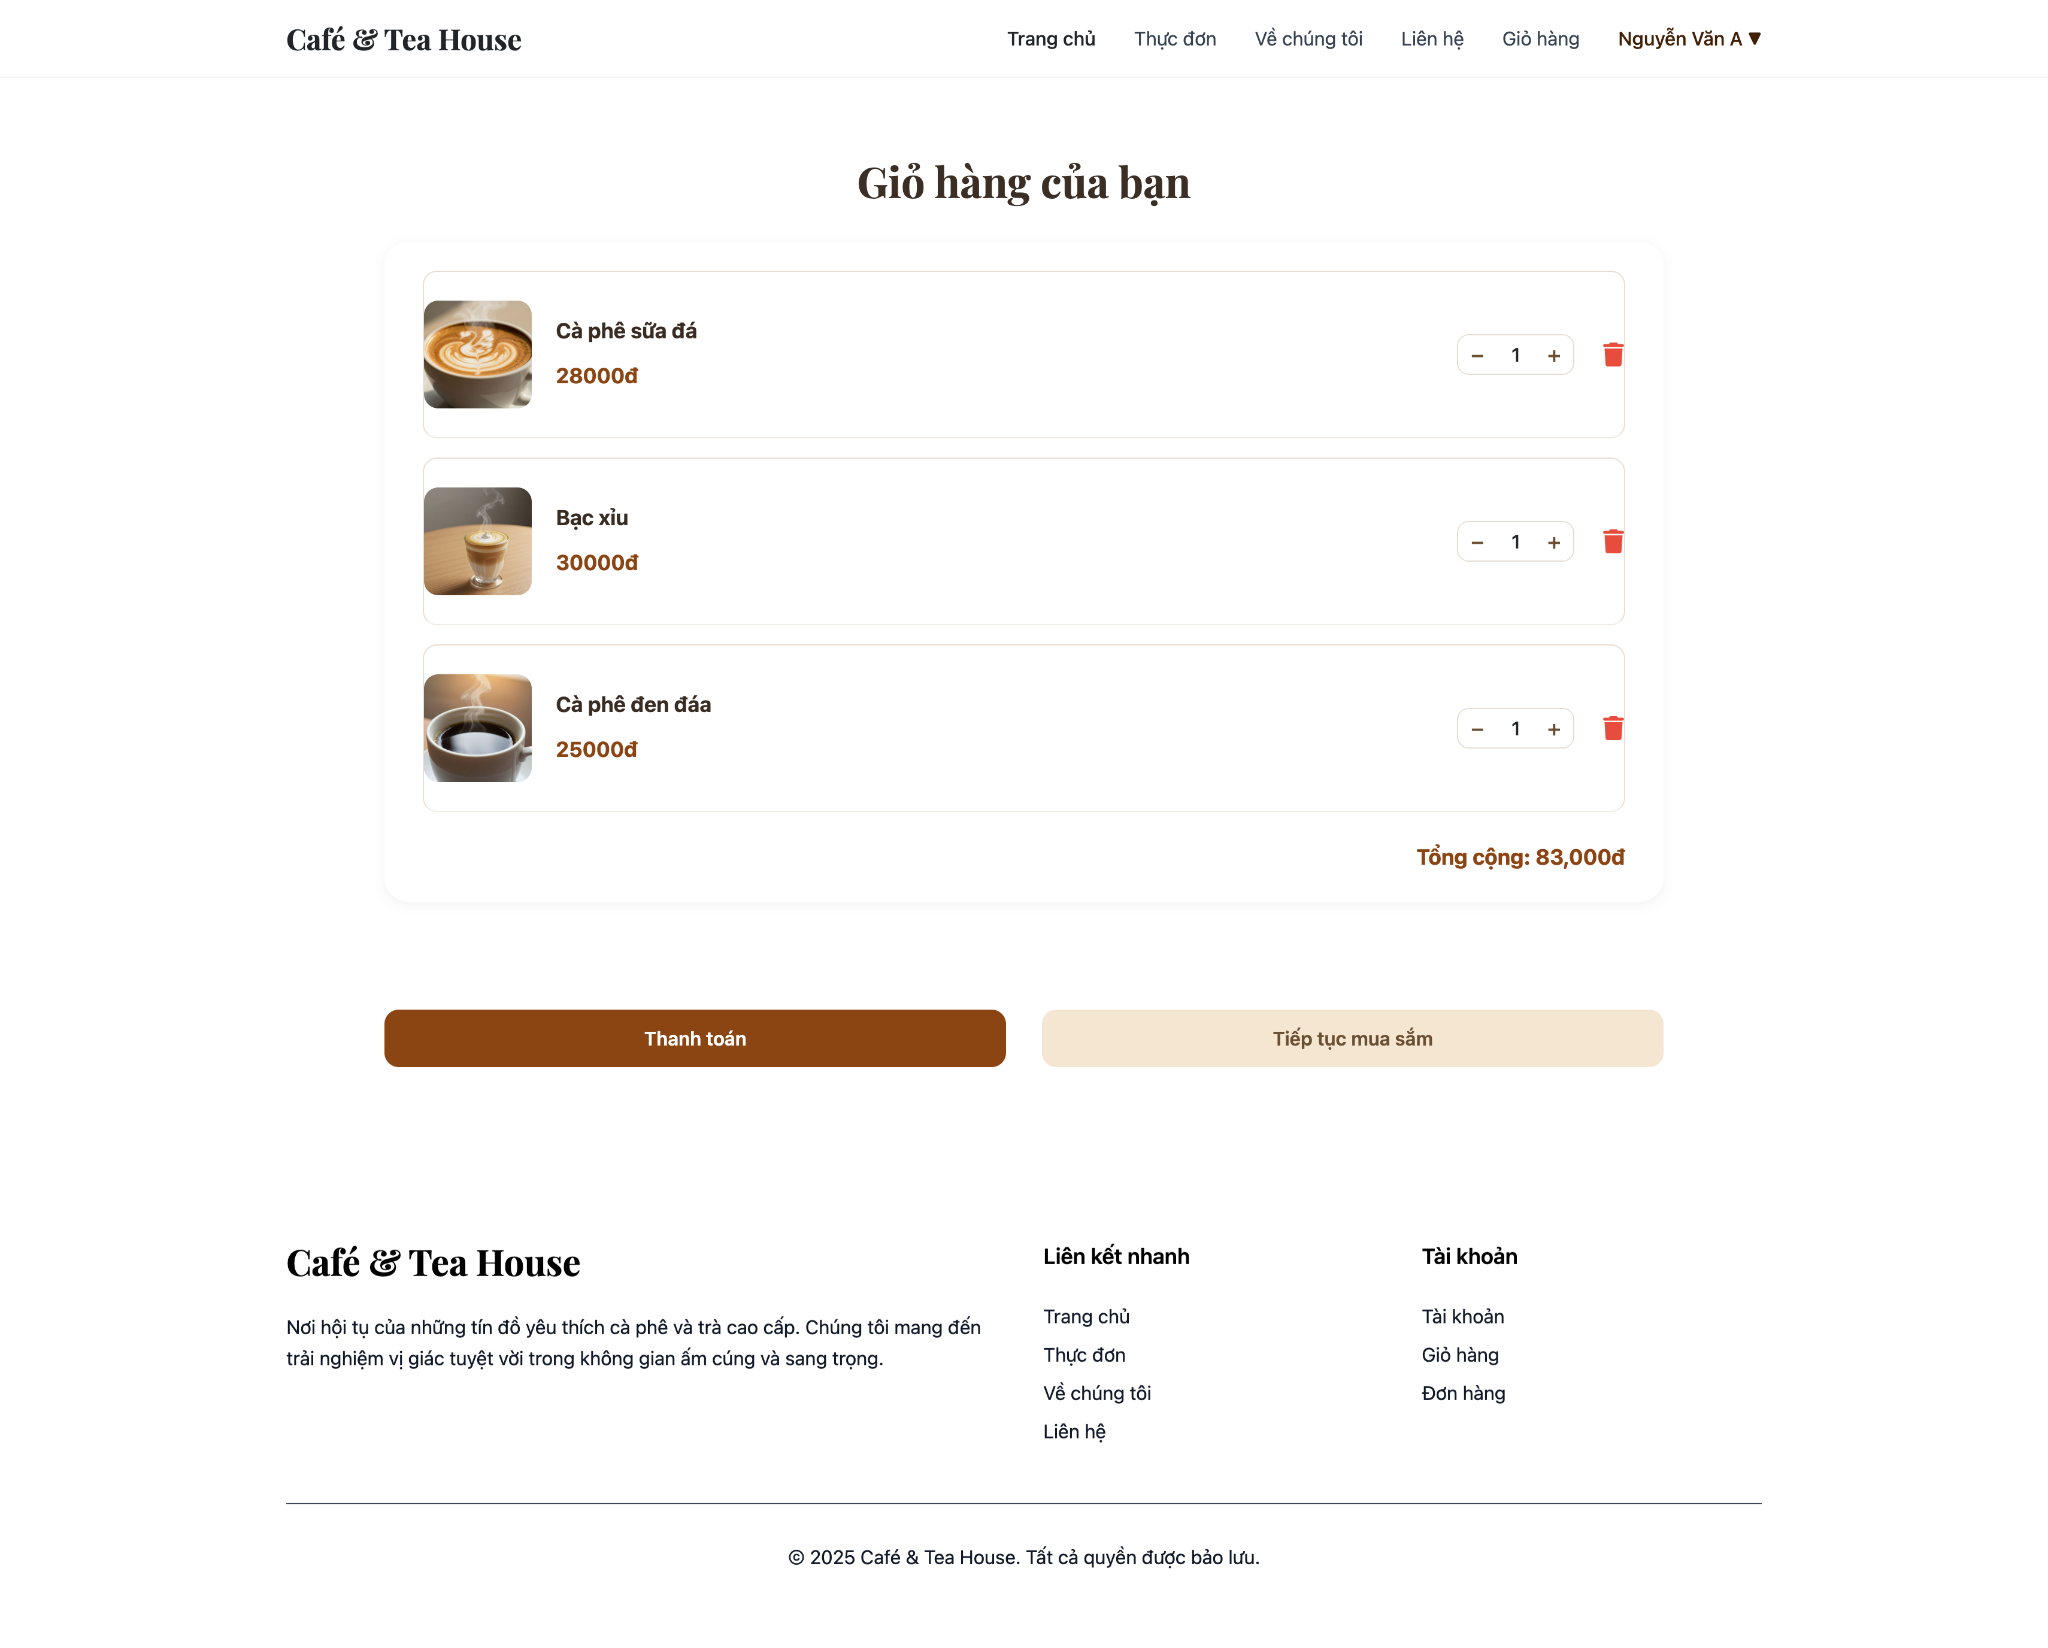 Café & Tea House
Trang chủ Thực đơn Về chúng tôi Liên hệ Giỏ hàng Nguyễn Văn A ▼
Giỏ hàng của bạn
Cà phê sữa đá
28000đ
− 1 +
Bạc xỉu
30000đ
− 1 +
Cà phê đen đáa
25000đ
− 1 +
Tổng cộng: 83,000đ
Thanh toán
Tiếp tục mua sắm
Café & Tea House
Nơi hội tụ của những tín đồ yêu thích cà phê và trà cao cấp. Chúng tôi mang đến
trải nghiệm vị giác tuyệt vời trong không gian ấm cúng và sang trọng.
Liên kết nhanh
Trang chủ
Thực đơn
Về chúng tôi
Liên hệ
Tài khoản
Tài khoản
Giỏ hàng
Đơn hàng
© 2025 Café & Tea House. Tất cả quyền được bảo lưu.